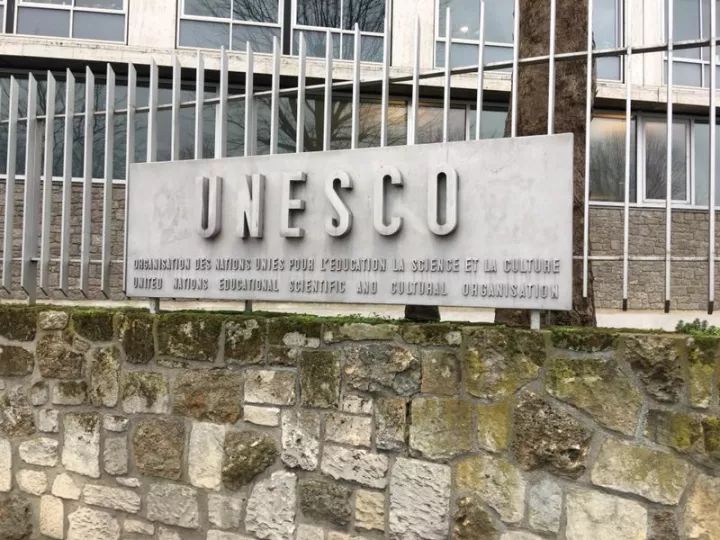 UNESCO
ORGANISATION DES NATIONS UNIES POUR L'EDUCATION LA SCIENCE ET LA CULTURE
UNITED NATIONS EDUCATIONAL SCIENTIFIC AND CULTURAL ORGANISATION